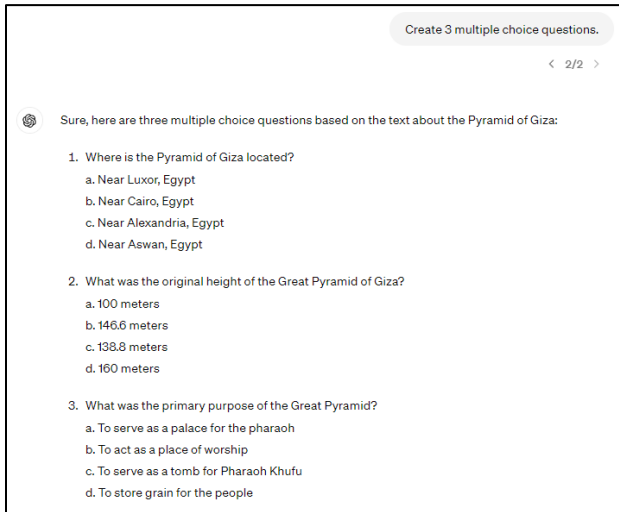 Create 3 multiple choice questions.
< 2/2 >
Sure, here are three multiple choice questions based on the text about the Pyramid of Giza:
1. Where is the Pyramid of Giza located?
a. Near Luxor, Egypt
b. Near Cairo, Egypt
c. Near Alexandria, Egypt
d. Near Aswan, Egypt
2. What was the original height of the Great Pyramid of Giza?
a. 100 meters
b. 146.6 meters
c. 138.8 meters
d. 160 meters
3. What was the primary purpose of the Great Pyramid?
a. To serve as a palace for the pharaoh
b. To act as a place of worship
c. To serve as a tomb for Pharaoh Khufu
d. To store grain for the people